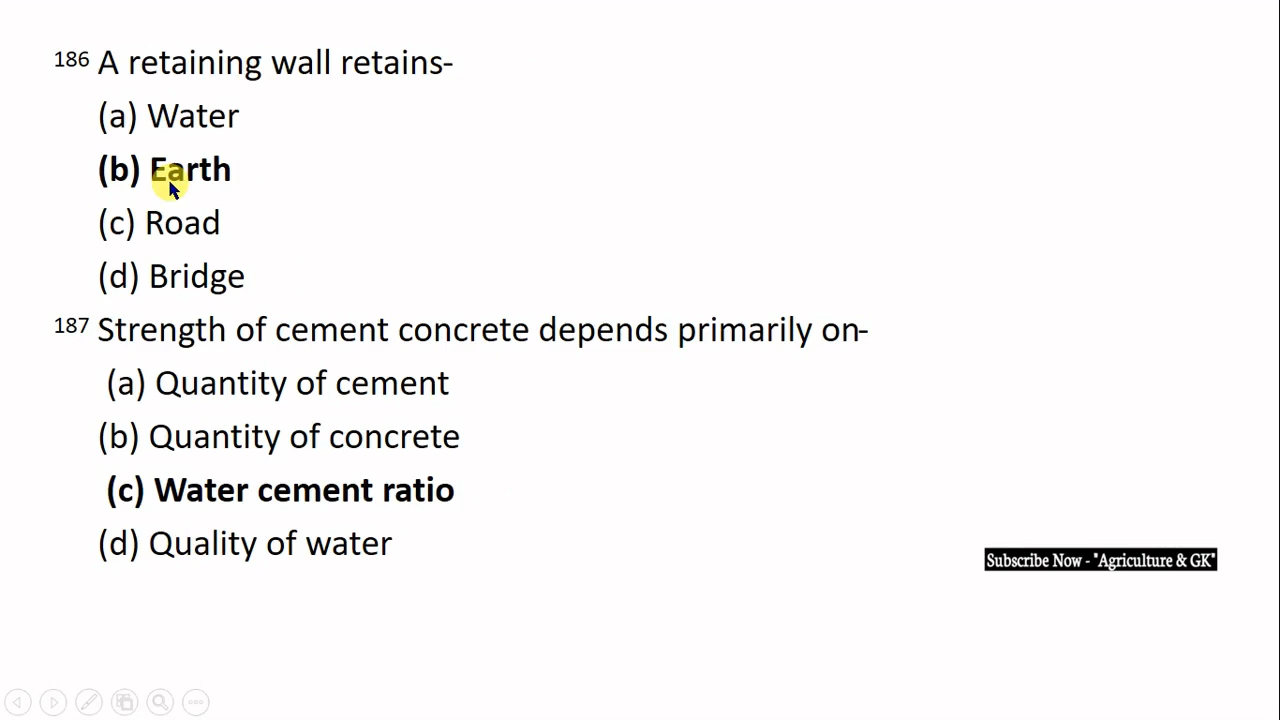 186 A retaining wall retains-
(a) Water
(b) Earth
(c) Road
(d) Bridge
187 Strength of cement concrete depends primarily on-
(a) Quantity of cement
(b) Quantity of concrete
(c) Water cement ratio
(d) Quality of water
Subscribe Now - "Agriculture & GK"